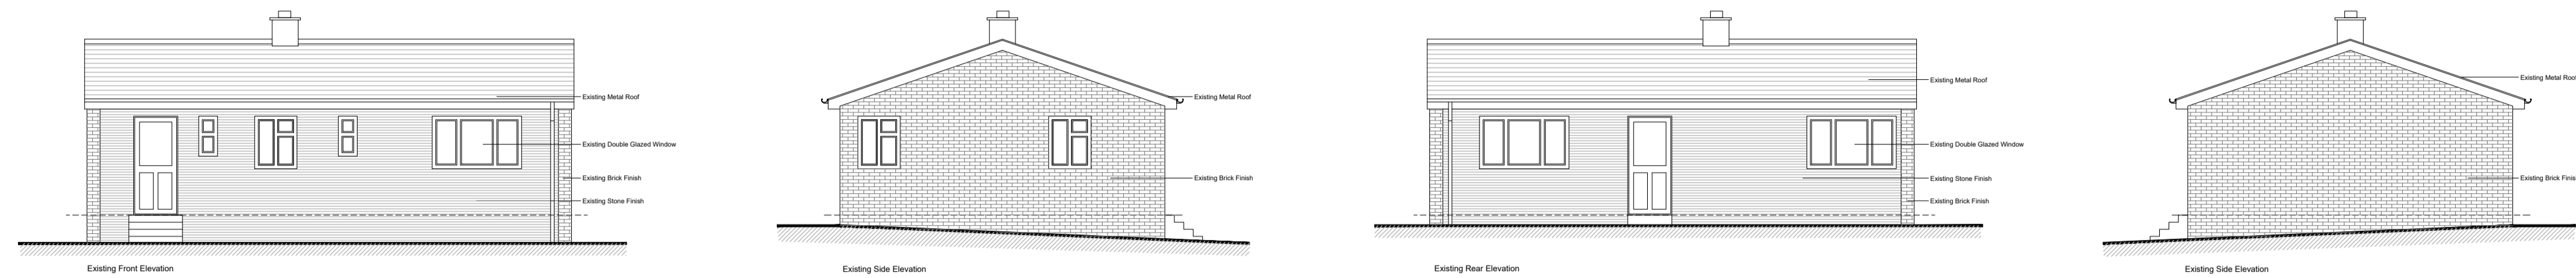 Existing Metal Roof
Existing Double Glazed Window
Existing Brick Finish
Existing Stone Finish
Existing Front Elevation
Existing Metal Roof
Existing Brick Finish
Existing Side Elevation
Existing Metal Roof
Existing Double Glazed Window
Existing Stone Finish
Existing Brick Finish
Existing Rear Elevation
Existing Metal Roof
Existing Brick Finis
Existing Side Elevation